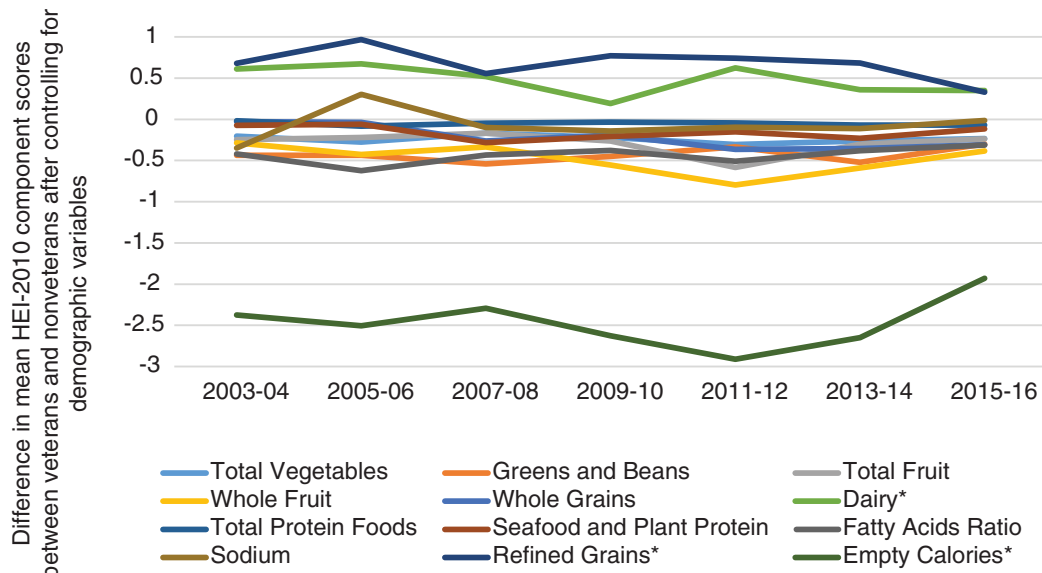 Difference in mean HEI-2010 component scores
between veterans and nonveterans after controlling for
demographic variables
1
0.5
0
-0.5
-1
-1.5
-2
-2.5
-3
2003-04 2005-06 2007-08 2009-10 2011-12 2013-14 2015-16
Total Vegetables Greens and Beans Total Fruit
Whole Fruit Whole Grains Dairy*
Total Protein Foods Seafood and Plant Protein Fatty Acids Ratio
Sodium Refined Grains* Empty Calories*